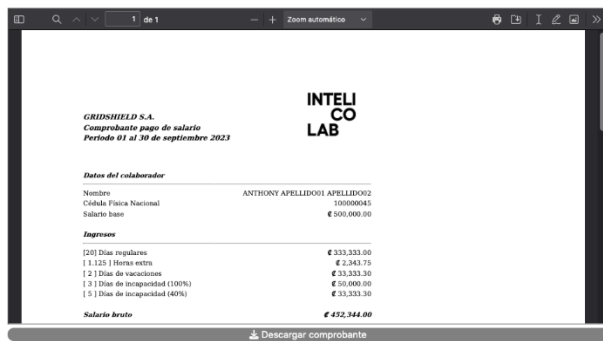 1 de 1 Zoom automático
INTELI
CO
LAB
GRIDSHIELD S.A.
Comprobante pago de salario
Período 01 al 30 de septiembre 2023
Datos del colaborador
Nombre ANTHONY APELLIDO01 APELLIDO02
Cédula Física Nacional 100000045
Salario base ₡ 500,000.00
Ingresos
[20] Días regulares ₡ 333,333.00
[ 1.125 ] Horas extra ₡ 2,343.75
[ 2 ] Días de vacaciones ₡ 33,333.30
[ 3 ] Días de incapacidad (100%) ₡ 50,000.00
[ 5 ] Días de incapacidad (40%) ₡ 33,333.30
Salario bruto ₡ 452,344.00
Descargar comprobante